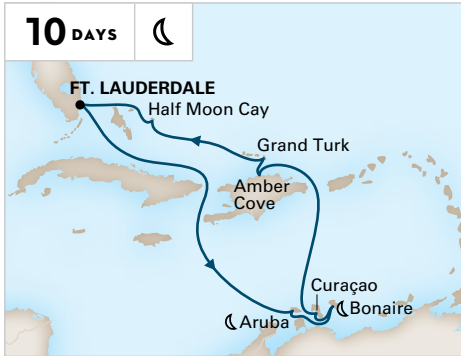 10 DAYS
FT. LAUDERDALE
Half Moon Cay
Grand Turk
Amber
Cove
Curaçao
Bonaire
Aruba